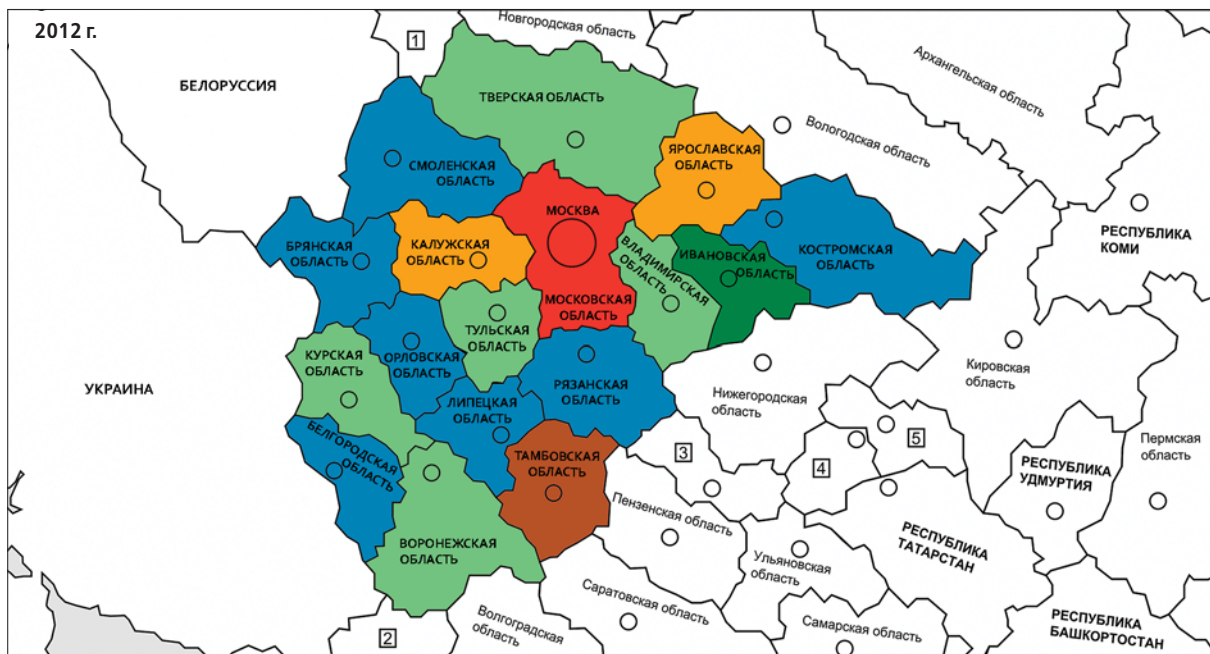 2012 г.
1
Новгородская область
БЕЛОРУССИЯ
ТВЕРСКАЯ ОБЛАСТЬ
Архангельская область
Вологодская область
ЯРОСЛАВСКАЯ
ОБЛАСТЬ
СМОЛЕНСКАЯ
ОБЛАСТЬ
МОСКВА
РЕСПУБЛИКА
КОМИ
БРЯНСКАЯ
ОБЛАСТЬ
КАЛУЖСКАЯ
ОБЛАСТЬ
ВЛАДИМИРСКАЯ
ОБЛАСТЬ
ИВАНОВСКАЯ
ОБЛАСТЬ
КОСТРОМСКАЯ
ОБЛАСТЬ
МОСКОВСКАЯ
ОБЛАСТЬ
ТУЛЬСКАЯ
ОБЛАСТЬ
КУРСКАЯ
ОБЛАСТЬ
ОРЛОВСКАЯ
ОБЛАСТЬ
УКРАИНА
ЛИПЕЦКАЯ
ОБЛАСТЬ
РЯЗАНСКАЯ
ОБЛАСТЬ
Нижегородская
область
Кировская
область
БЕЛГОРОДСКАЯ
ОБЛАСТЬ
ТАМБОВСКАЯ
ОБЛАСТЬ
3
4
5
Пермская
область
РЕСПУБЛИКА
УДМУРТИЯ
Пензенская область
ВОРОНЕЖСКАЯ
ОБЛАСТЬ
РЕСПУБЛИКА
ТАТАРСТАН
Ульяновская
область
Саратовская область
2
Волгоградская
область
Самарская область
РЕСПУБЛИКА
БАШКОРТОСТАН